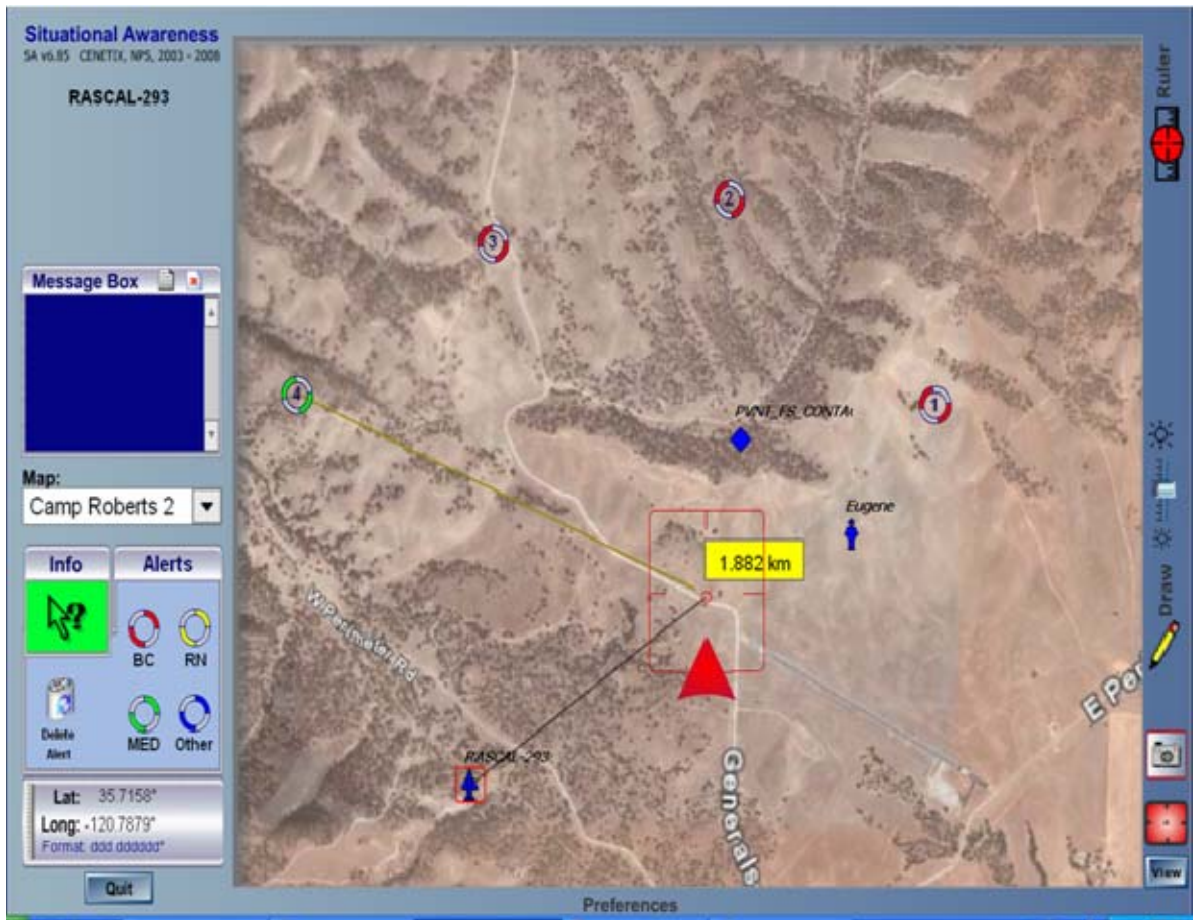 Situational Awareness
SA v6.85 CENETIX, NPS, 2003 - 2008
RASCAL-293
Message Box
Map:
Camp Roberts 2
Info
Alerts
BC
RN
Delete
Alert
MED
Other
Lat: 35.7158°
Long: -120.7879°
Format: ddd.dddddd°
Quit
2
3
4
1
PVNT_FS_CONTA
Eugene
1.882 km
W Perimeter Rd
RASCAL-293
Generals
E Per
Preferences
Ruler
Draw
View